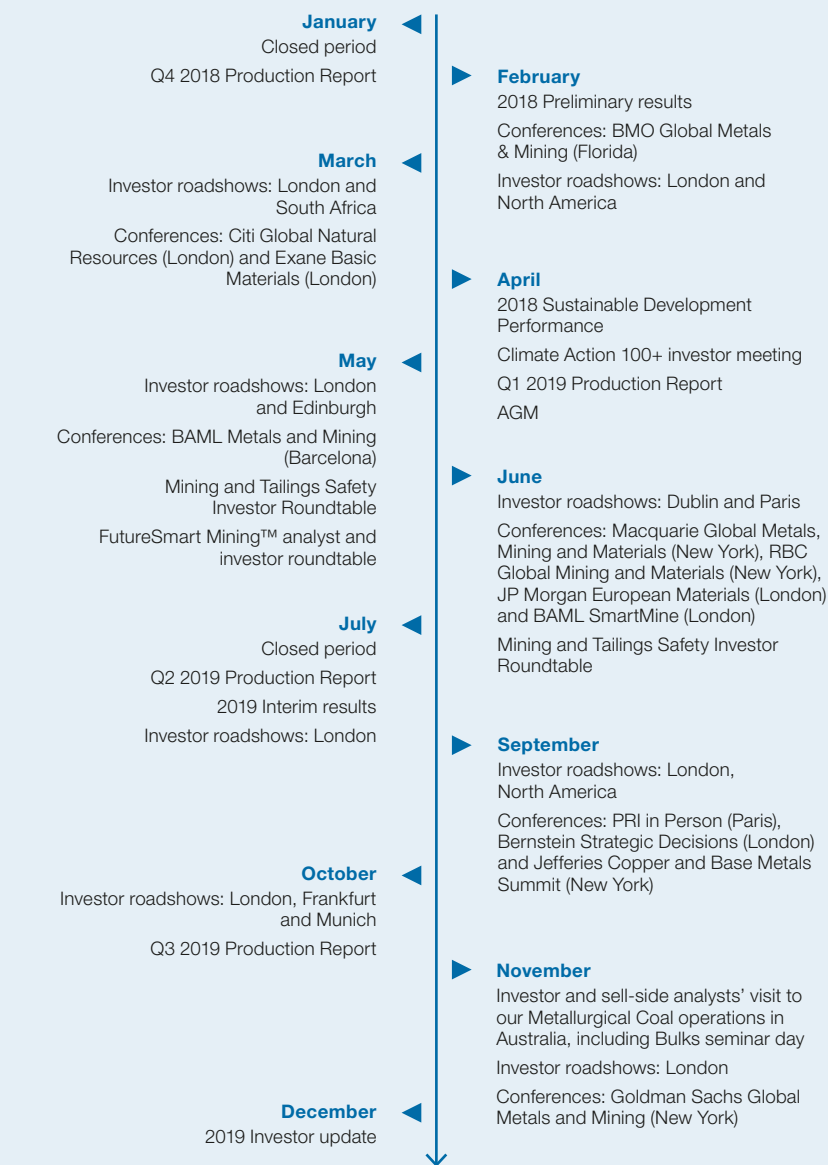 January
Closed period
Q4 2018 Production Report
February
2018 Preliminary results
Conferences: BMO Global Metals
& Mining (Florida)
Investor roadshows: London and
North America
March
Investor roadshows: London and
South Africa
Conferences: Citi Global Natural
Resources (London) and Exane Basic
Materials (London)
April
2018 Sustainable Development
Performance
Climate Action 100+ investor meeting
Q1 2019 Production Report
AGM
May
Investor roadshows: London
and Edinburgh
Conferences: BAML Metals and Mining
(Barcelona)
Mining and Tailings Safety
Investor Roundtable
FutureSmart Mining™ analyst and
investor roundtable
June
Investor roadshows: Dublin and Paris
Conferences: Macquarie Global Metals,
Mining and Materials (New York), RBC
Global Mining and Materials (New York),
JP Morgan European Materials (London)
and BAML SmartMine (London)
Mining and Tailings Safety Investor
Roundtable
July
Closed period
Q2 2019 Production Report
2019 Interim results
Investor roadshows: London
September
Investor roadshows: London,
North America
Conferences: PRI in Person (Paris),
Bernstein Strategic Decisions (London)
and Jefferies Copper and Base Metals
Summit (New York)
October
Investor roadshows: London, Frankfurt
and Munich
Q3 2019 Production Report
November
Investor and sell-side analysts’ visit to
our Metallurgical Coal operations in
Australia, including Bulks seminar day
Investor roadshows: London
Conferences: Goldman Sachs Global
Metals and Mining (New York)
December
2019 Investor update